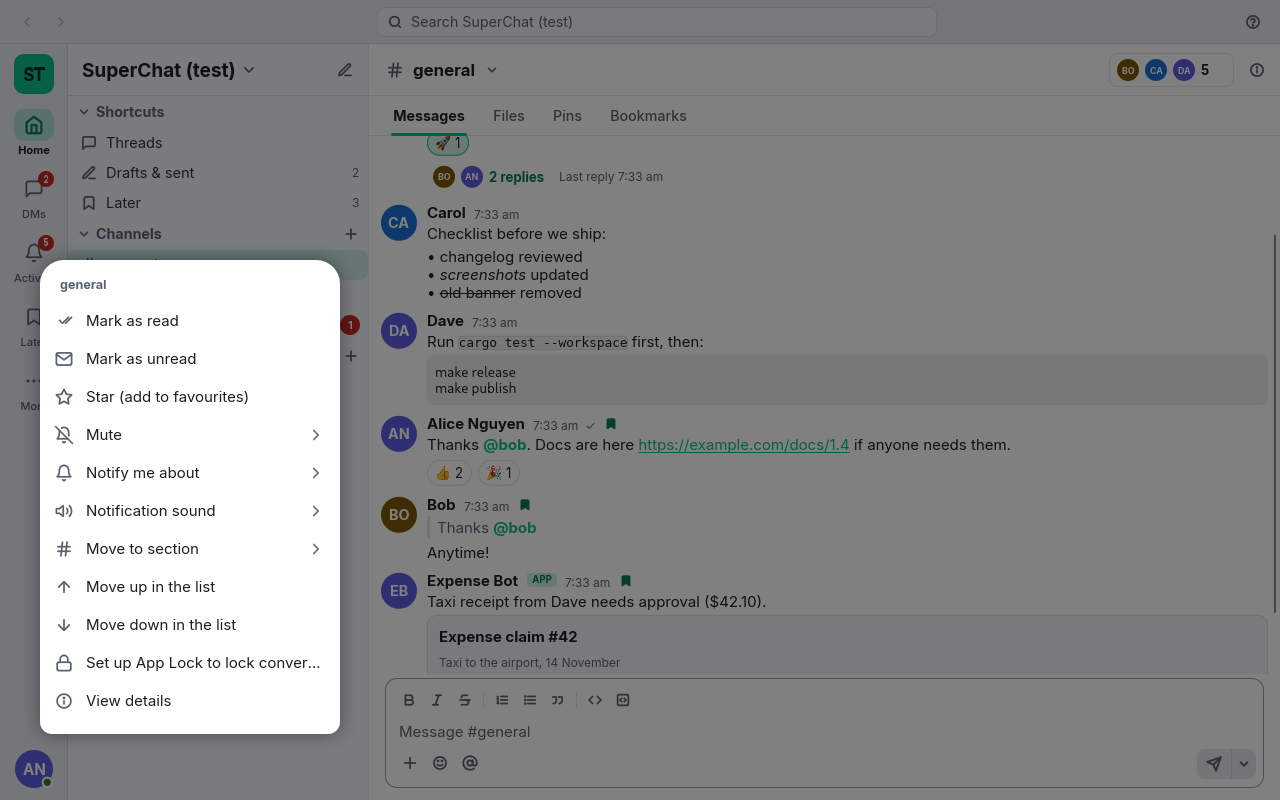 Search SuperChat (test)
ST
SuperChat (test)
general
BO CA DA 5
Home
DMs 2
5
Shortcuts
Threads
Drafts & sent 2
Later 3
Channels
1
Messages Files Pins Bookmarks
🚀 1
BO AN 2 replies Last reply 7:33 am
CA Carol 7:33 am
Checklist before we ship:
• changelog reviewed
• screenshots updated
• old banner removed
DA Dave 7:33 am
Run cargo test --workspace first, then:
make release
make publish
AN Alice Nguyen 7:33 am
Thanks @bob. Docs are here https://example.com/docs/1.4 if anyone needs them.
👍 2 🎉 1
BO Bob 7:33 am
Thanks @bob
Anytime!
EB Expense Bot APP 7:33 am
Taxi receipt from Dave needs approval ($42.10).
Expense claim #42
Taxi to the airport, 14 November
Message #general
general
Mark as read
Mark as unread
Star (add to favourites)
Mute
Notify me about
Notification sound
Move to section
Move up in the list
Move down in the list
Set up App Lock to lock conver...
View details
AN